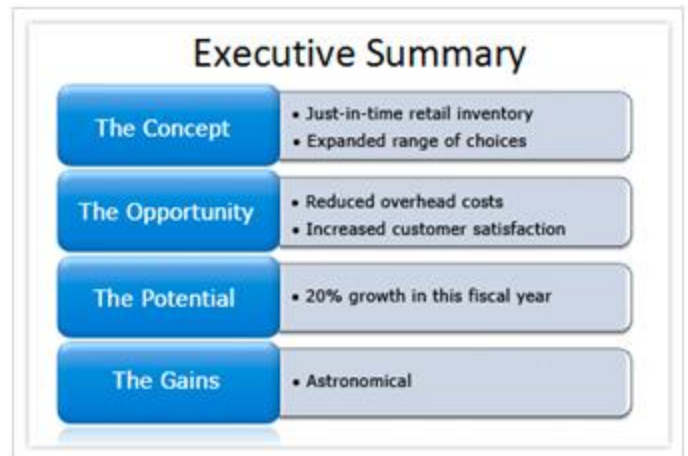 Executive Summary
The Concept
• Just-in-time retail inventory
• Expanded range of choices
The Opportunity
• Reduced overhead costs
• Increased customer satisfaction
The Potential
• 20% growth in this fiscal year
The Gains
• Astronomical